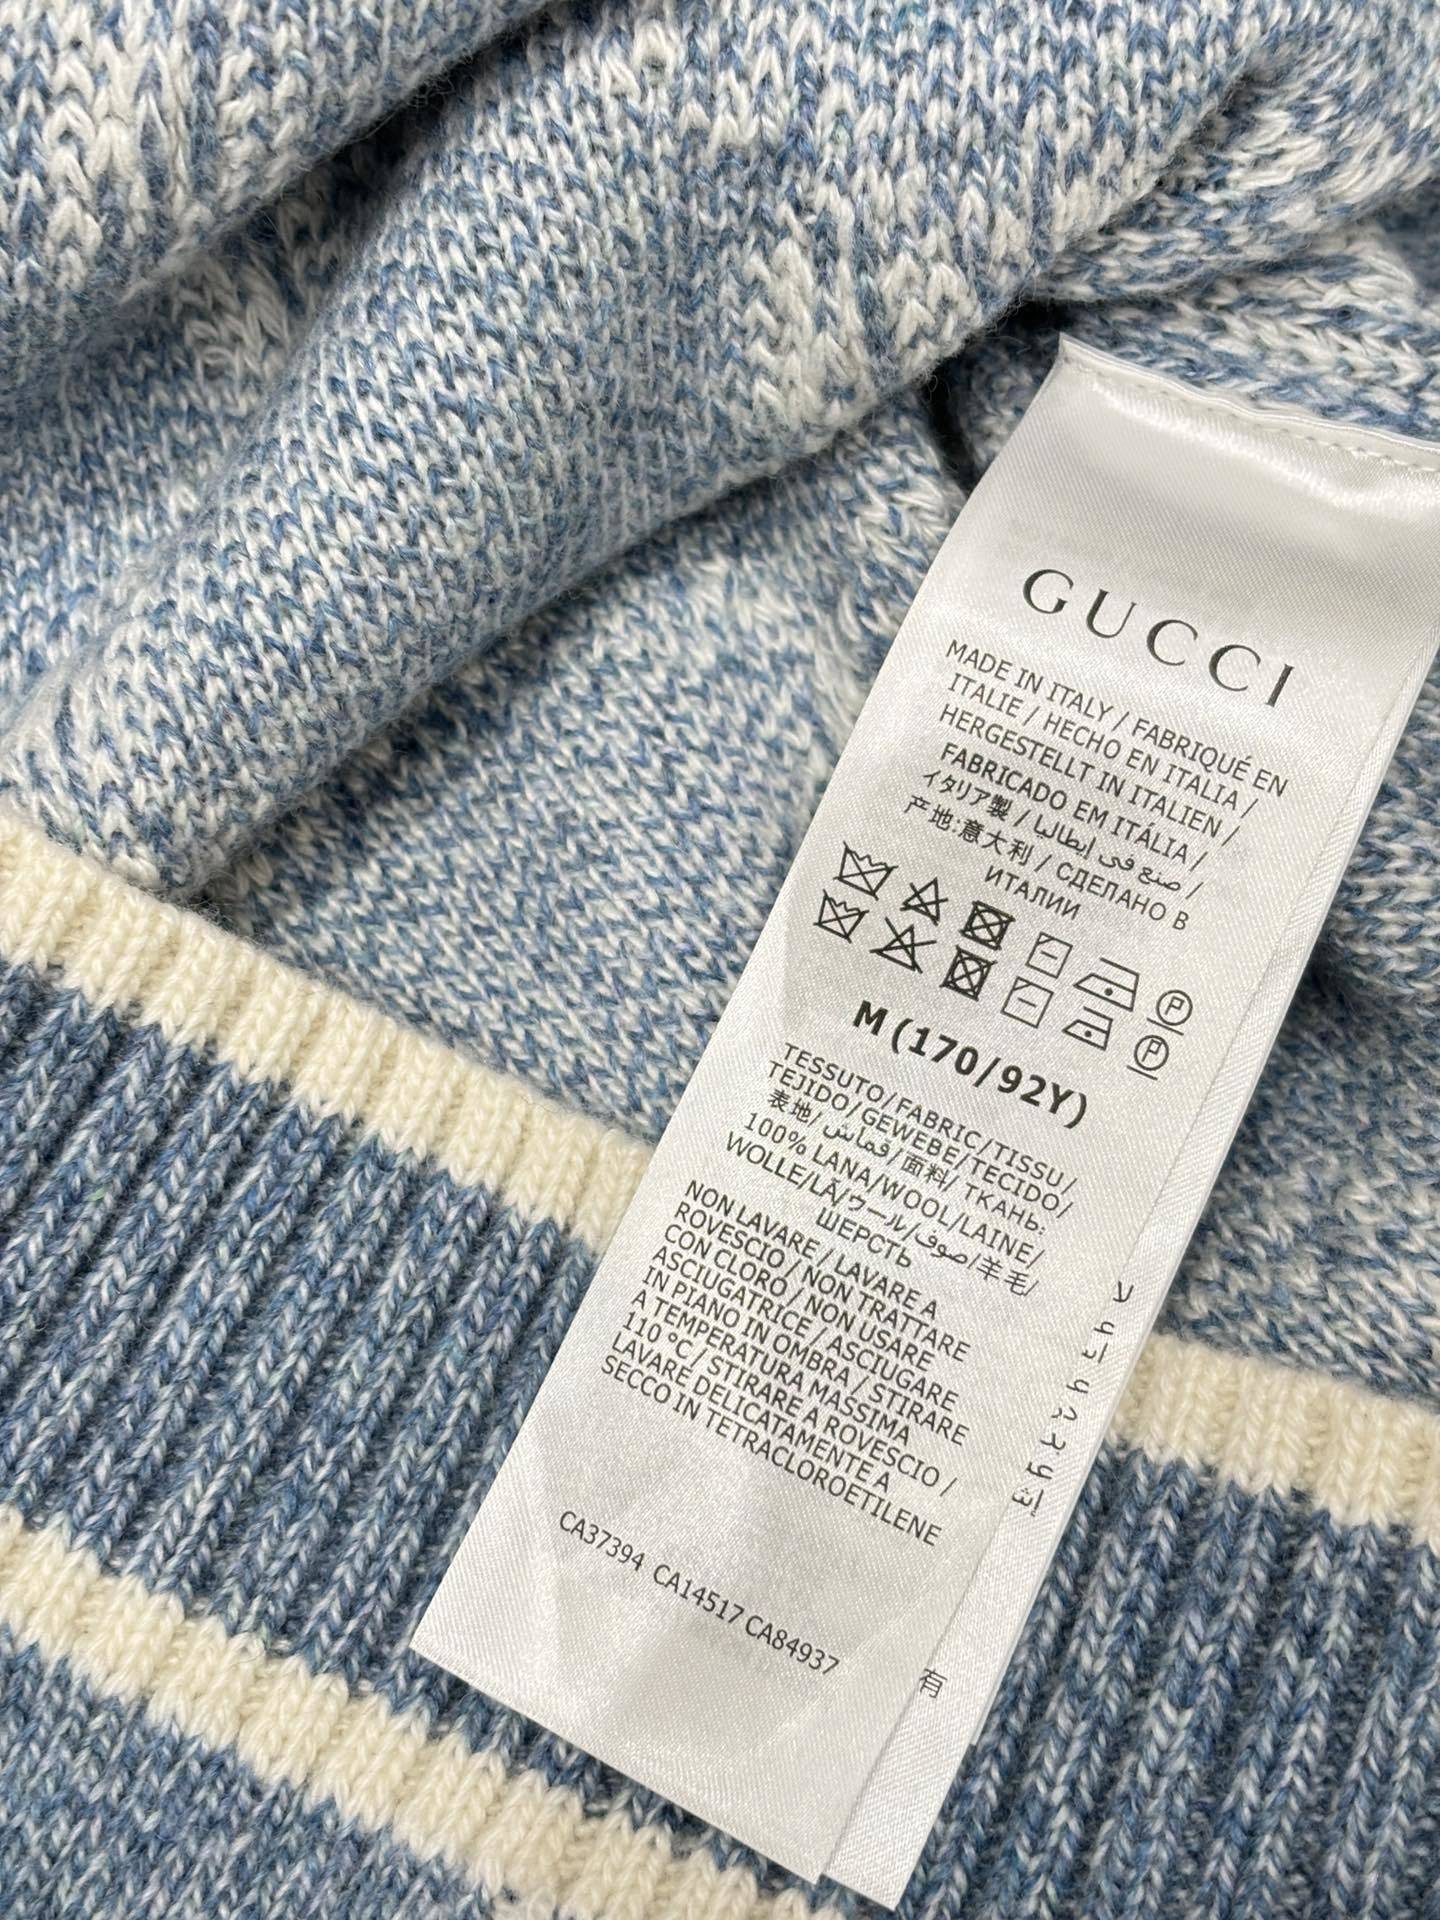 GUCCI
MADE IN ITALY / FABRIQUÉ EN
ITALIE / HECHO EN ITALIA /
HERGESTELLT IN ITALIEN /
FABRICADO EM ITÁLIA /
イタリア製 / صنع في إيطاليا /
产地:意大利 / СДЕЛАНО В
ИТАЛИИ
P
P
M (170/92Y)
TESSUTO/FABRIC/TISSU/
TEJIDO/GEWEBE/TECIDO/
表地/ قماش/面料/ ТКАНЬ:
100% LANA/WOOL/LAINE/
WOLLE/LÃ/ウール/صوف/羊毛/
ШЕРСТЬ
NON LAVARE / LAVARE A
ROVESCIO / NON TRATTARE
CON CLORO / NON USARE
ASCIUGATRICE / ASCIUGARE
IN PIANO IN OMBRA / STIRARE
A TEMPERATURA MASSIMA
110 °C / STIRARE A ROVESCIO /
LAVARE DELICATAMENTE A
SECCO IN TETRACLOROETILENE
CA37394 CA14517 CA84937
有